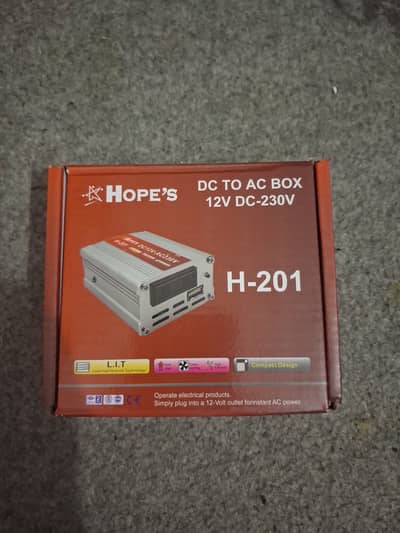 HOPE'S
DC TO AC BOX
12V DC-230V
H-201
L.I.T
Compact Design
Operate electrical products.
Simply plug into a 12-Volt outlet forinstant AC power.